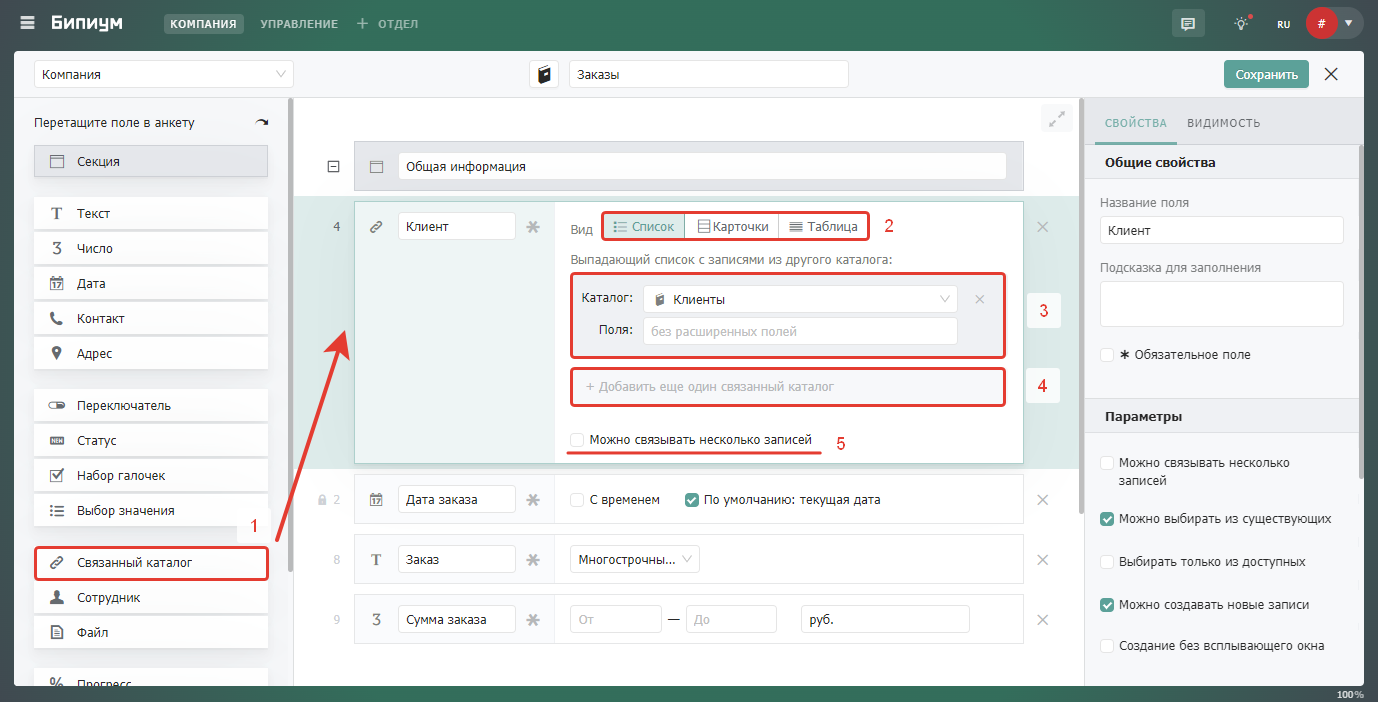 Бипиум
КОМПАНИЯ
УПРАВЛЕНИЕ
+ ОТДЕЛ
RU
#
Компания
Заказы
Сохранить
Перетащите поле в анкету
Секция
Текст
Число
Дата
Контакт
Адрес
Переключатель
Статус
Набор галочек
Выбор значения
1
Связанный каталог
Сотрудник
Файл
Прогресс
Общая информация
4
Клиент
Вид
Список
Карточки
Таблица
2
Выпадающий список с записями из другого каталога:
Каталог:
Клиенты
3
Поля:
без расширенных полей
+ Добавить еще один связанный каталог
4
Можно связывать несколько записей
5
2
17
Дата заказа
С временем
По умолчанию: текущая дата
8
T
Заказ
Многострочны...
9
3
Сумма заказа
От
—
До
руб.
СВОЙСТВА
ВИДИМОСТЬ
Общие свойства
Название поля
Клиент
Подсказка для заполнения
Обязательное поле
Параметры
Можно связывать несколько
записей
Можно выбирать из существующих
Выбирать только из доступных
Можно создавать новые записи
Создание без всплывающего окна
100%